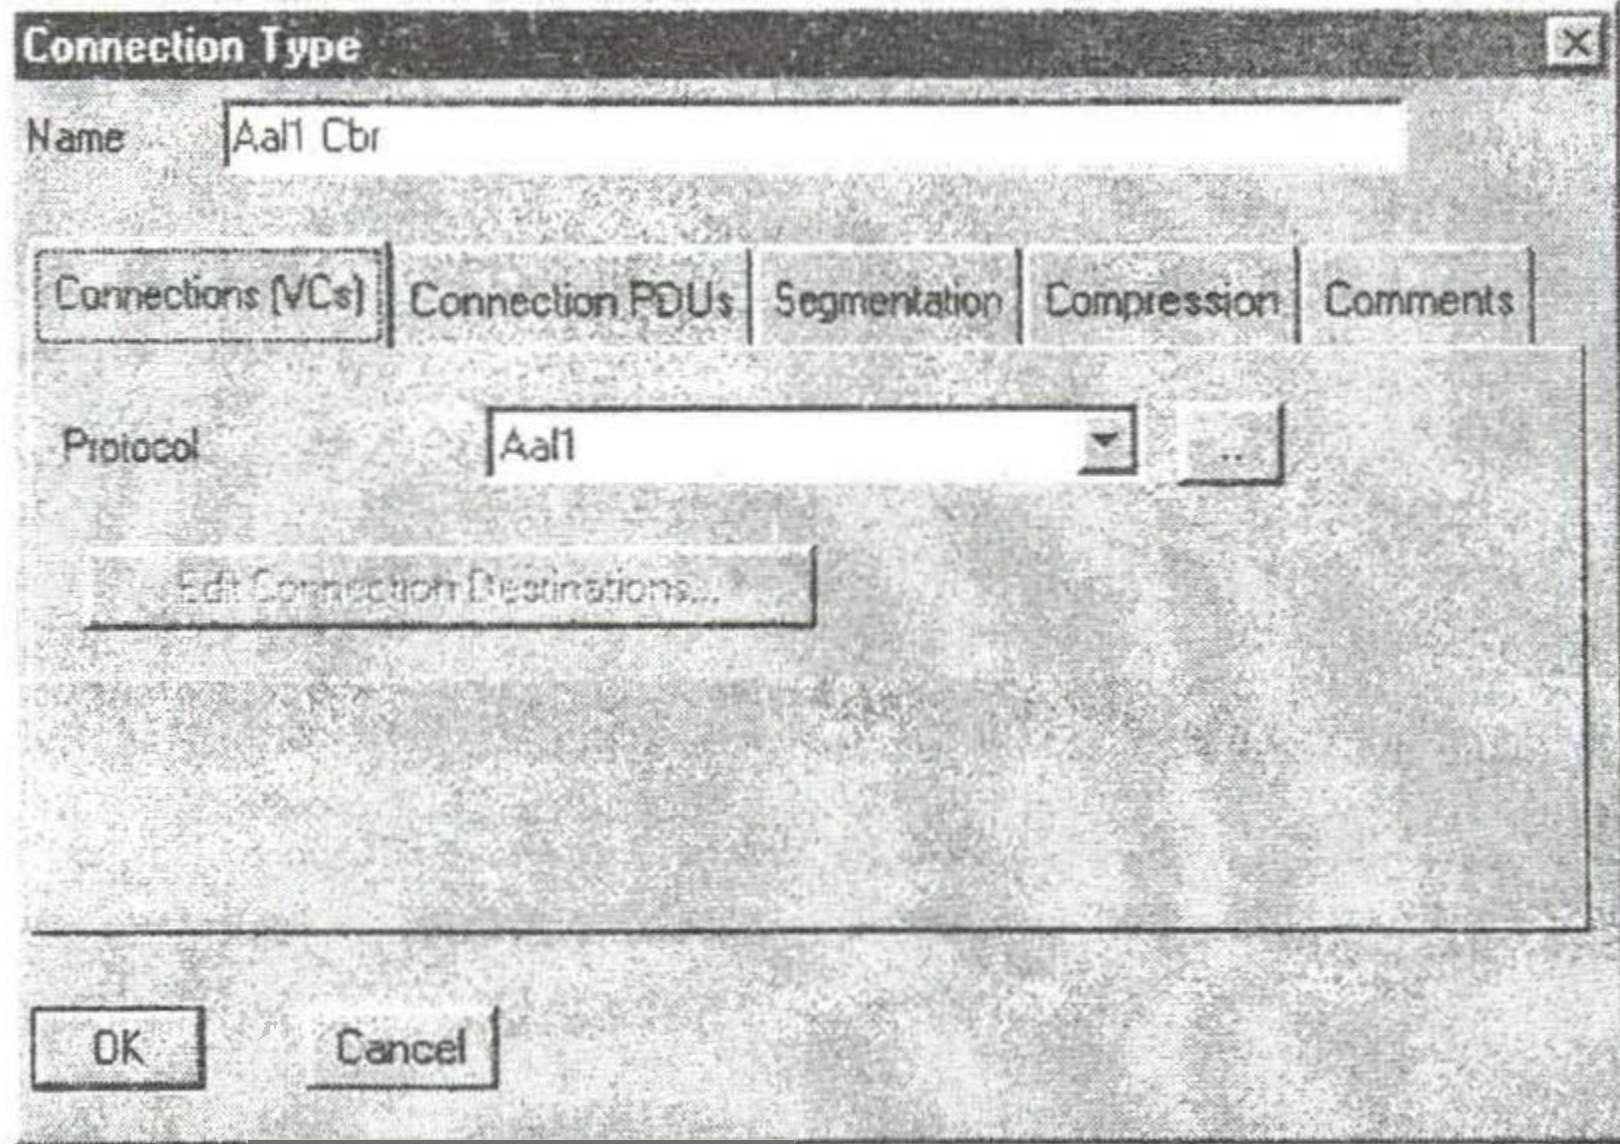 Connection Type
Name Aal1 Cbr
Connections (VCs) Connection PDUs Segmentation Compression Comments
Protocol Aal1 ..
Edit Connection Destinations...
OK Cancel